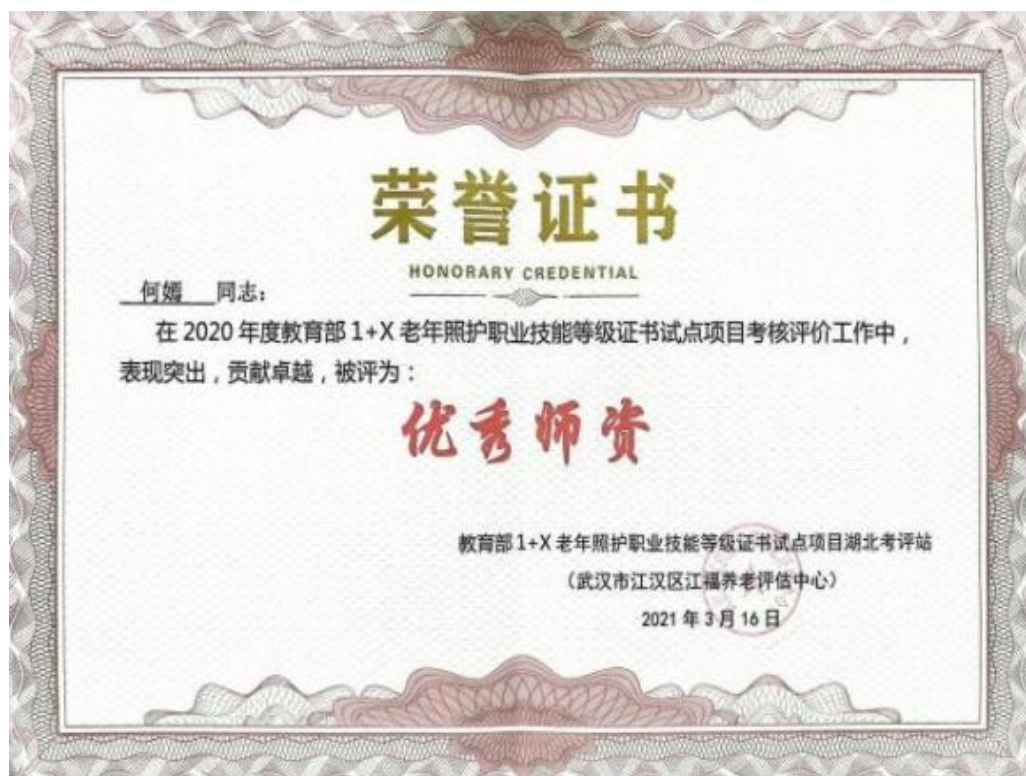 荣誉证书
HONORARY CREDENTIAL
何嫣 同志：
在 2020 年度教育部 1+X 老年照护职业技能等级证书试点项目考核评价工作中，
表现突出，贡献卓越，被评为：
优秀师资
教育部 1+X 老年照护职业技能等级证书试点项目湖北考评站
（武汉市江汉区江福养老评估中心）
2021 年 3 月 16 日